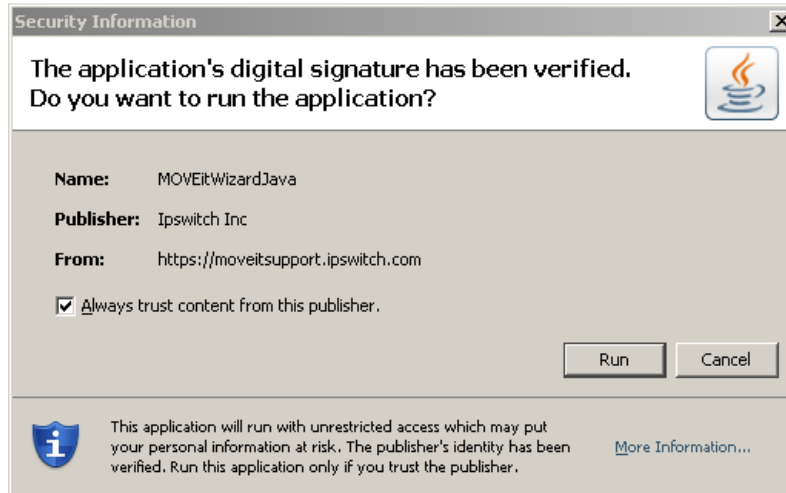 Security Information
The application's digital signature has been verified.
Do you want to run the application?
Name: MOVEitWizardJava
Publisher: Ipswitch Inc
From: https://moveitsupport.ipswitch.com
Always trust content from this publisher.
Run Cancel
This application will run with unrestricted access which may put
your personal information at risk. The publisher's identity has been More Information...
verified. Run this application only if you trust the publisher.